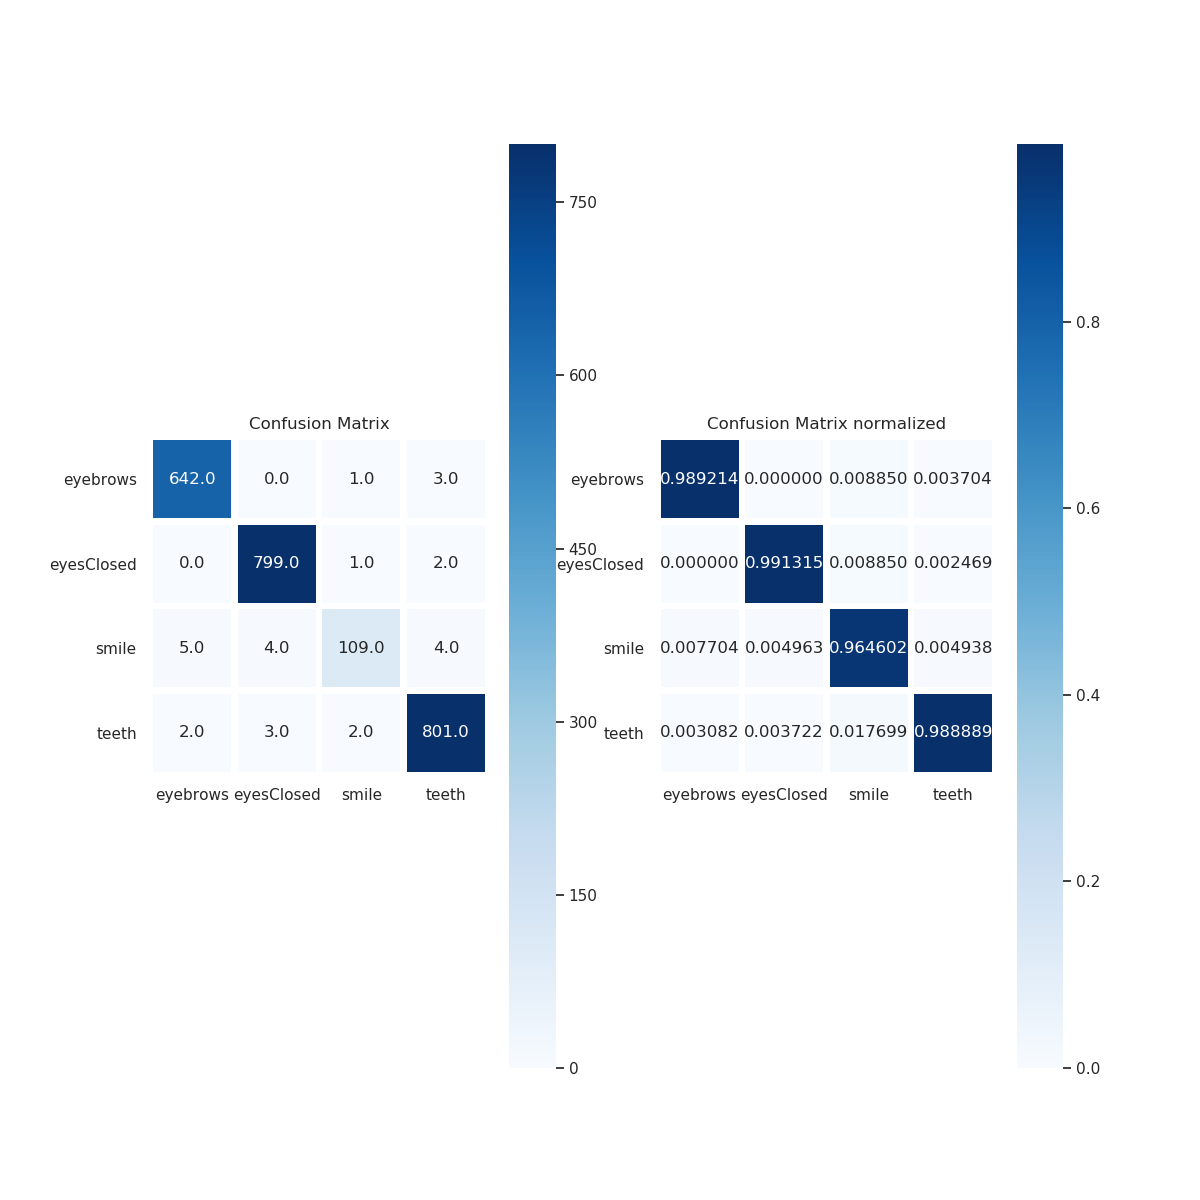 750
0.8
600
Confusion Matrix
Confusion Matrix normalized
eyebrows 642.0 0.0 1.0 3.0
eyebrows 0.989214 0.000000 0.008850 0.003704
0.6
450
eyesClosed 0.0 799.0 1.0 2.0
eyesClosed 0.000000 0.991315 0.008850 0.002469
smile 5.0 4.0 109.0 4.0
smile 0.007704 0.004963 0.964602 0.004938
0.4
300
teeth 2.0 3.0 2.0 801.0
teeth 0.003082 0.003722 0.017699 0.988889
eyebrows eyesClosed smile teeth
eyebrows eyesClosed smile teeth
0.2
150
0
0.0